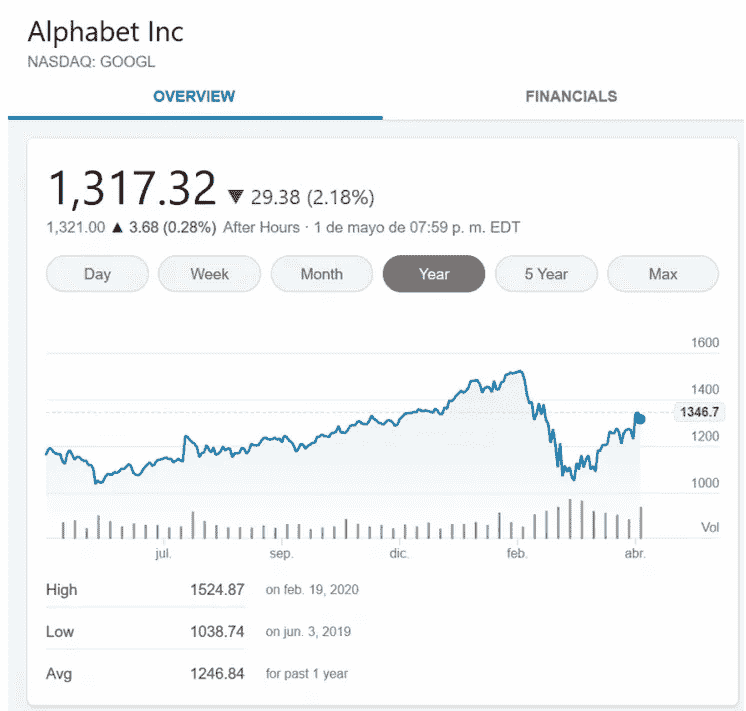 Alphabet Inc
NASDAQ: GOOGL
OVERVIEW FINANCIALS
1,317.32 ▼ 29.38 (2.18%)
1,321.00 ▲ 3.68 (0.28%) After Hours · 1 de mayo de 07:59 p. m. EDT
Day Week Month Year 5 Year Max
1600
1400
1346.7
1200
1000
Vol
jul. sep. dic. feb. abr.
High 1524.87 on feb. 19, 2020
Low 1038.74 on jun. 3, 2019
Avg 1246.84 for past 1 year